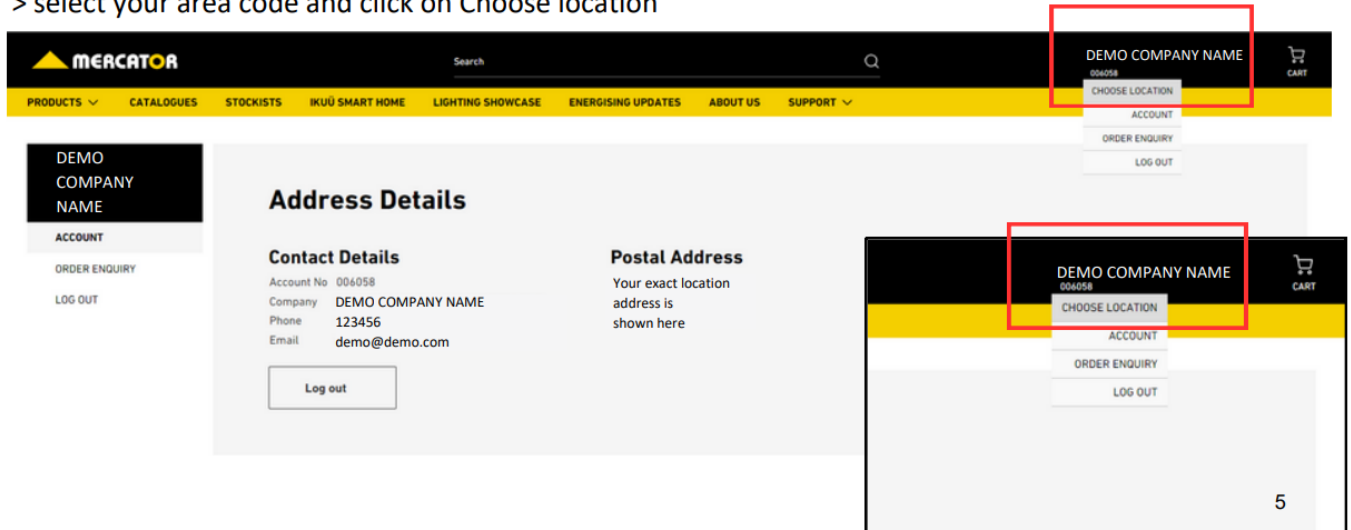 > select your area code and click on Choose location
MERCATOR
Search
DEMO COMPANY NAME
006058
CART
PRODUCTS CATALOGUES STOCKISTS IKUÜ SMART HOME LIGHTING SHOWCASE ENERGISING UPDATES ABOUT US SUPPORT
CHOOSE LOCATION
ACCOUNT
ORDER ENQUIRY
LOG OUT
DEMO
COMPANY
NAME
ACCOUNT
ORDER ENQUIRY
LOG OUT
Address Details
Contact Details
Account No 006058
Company DEMO COMPANY NAME
Phone 123456
Email demo@demo.com
Log out
Postal Address
Your exact location
address is
shown here
DEMO COMPANY NAME
006058
CART
CHOOSE LOCATION
ACCOUNT
ORDER ENQUIRY
LOG OUT
5